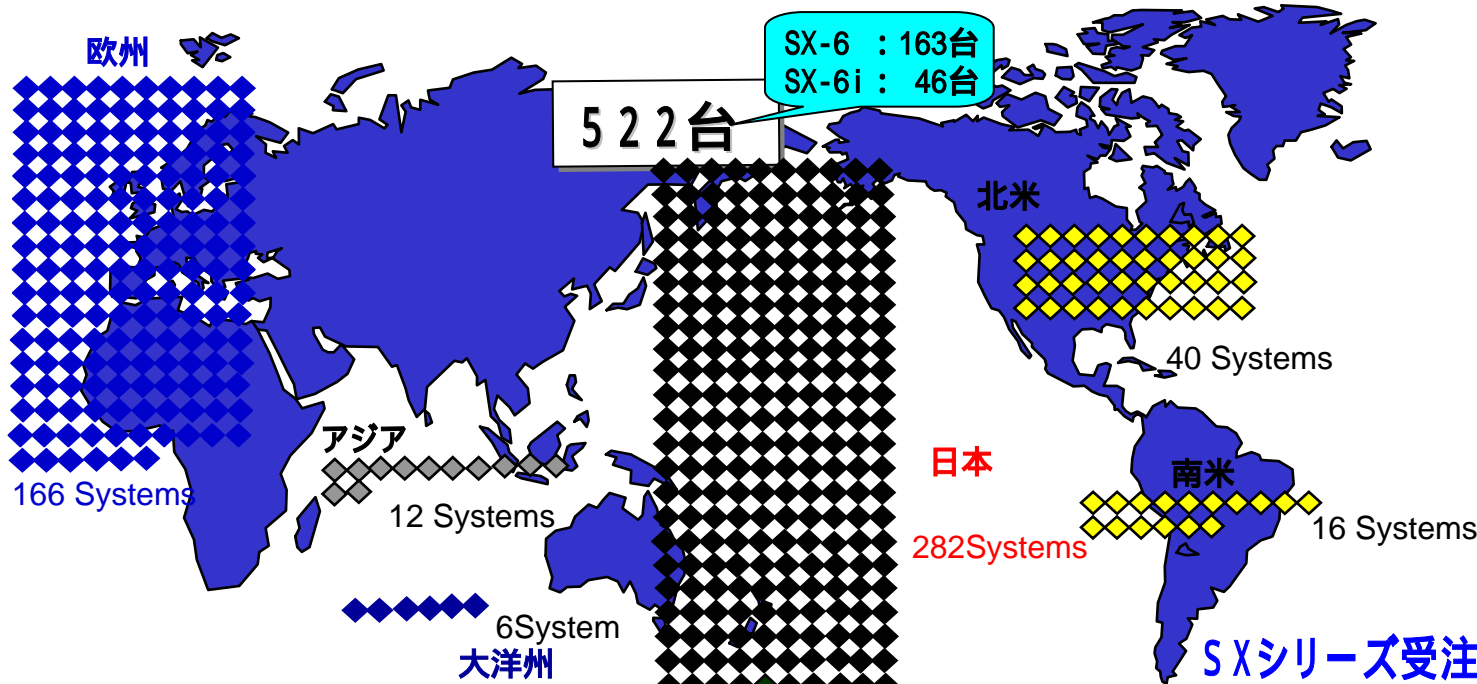 欧州
SX-6 :163台
SX-6i: 46台
522台
北米
40 Systems
アジア
日本
南米
166 Systems
12 Systems
16 Systems
282Systems
6System
大洋州
SXシリーズ受注